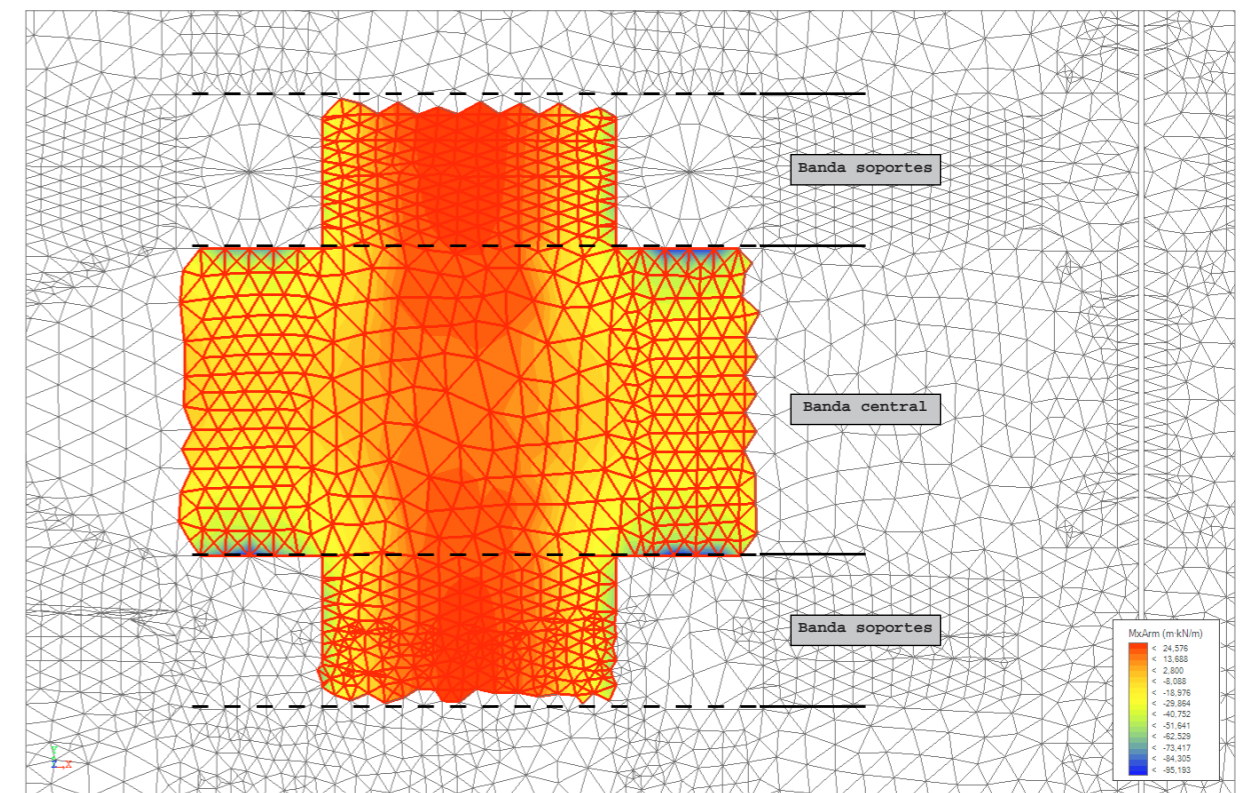 Banda soportes
Banda central
Banda soportes
MxArm (m·kN/m)
< 24,576
< 13,688
< 2,800
< -8,088
< -18,976
< -29,864
< -40,752
< -51,641
< -62,529
< -73,417
< -84,305
< -95,193
Y
Z X